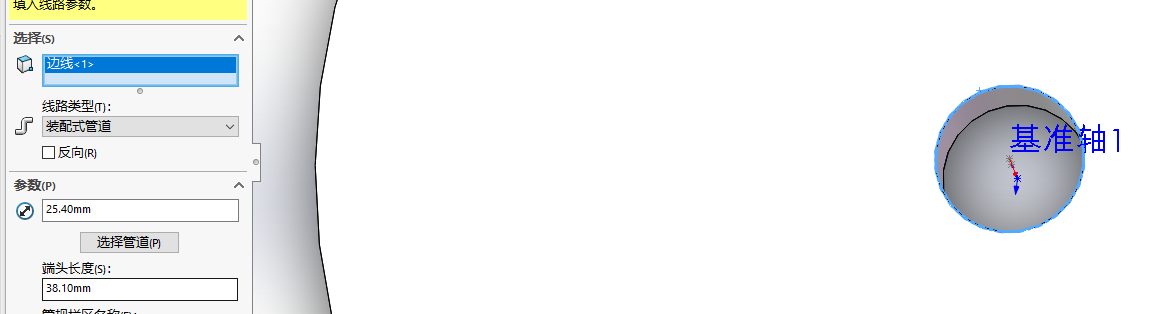 填入线路参数。
选择(S)
边线<1>
线路类型(T):
装配式管道
反向(R)
参数(P)
25.40mm
选择管道(P)
端头长度(S):
38.10mm
基准轴1